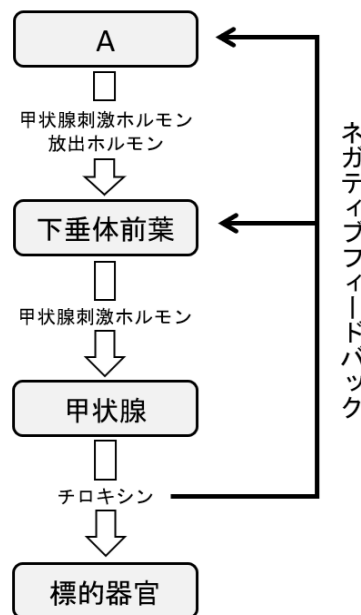 A
甲状腺刺激ホルモン
放出ホルモン
下垂体前葉
甲状腺刺激ホルモン
甲状腺
チロキシン
標的器官
ネガティブフィードバック